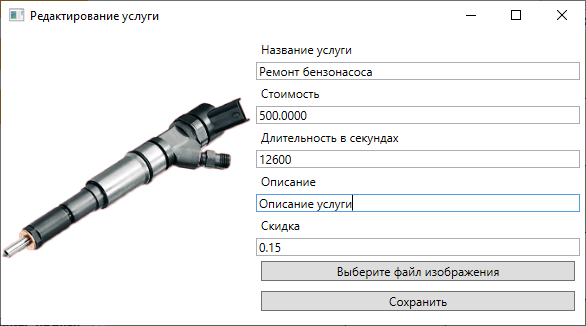 Редактирование услуги
Название услуги
Ремонт бензонасоса
Стоимость
500.0000
Длительность в секундах
12600
Описание
Описание услуги
Скидка
0.15
Выберите файл изображения
Сохранить